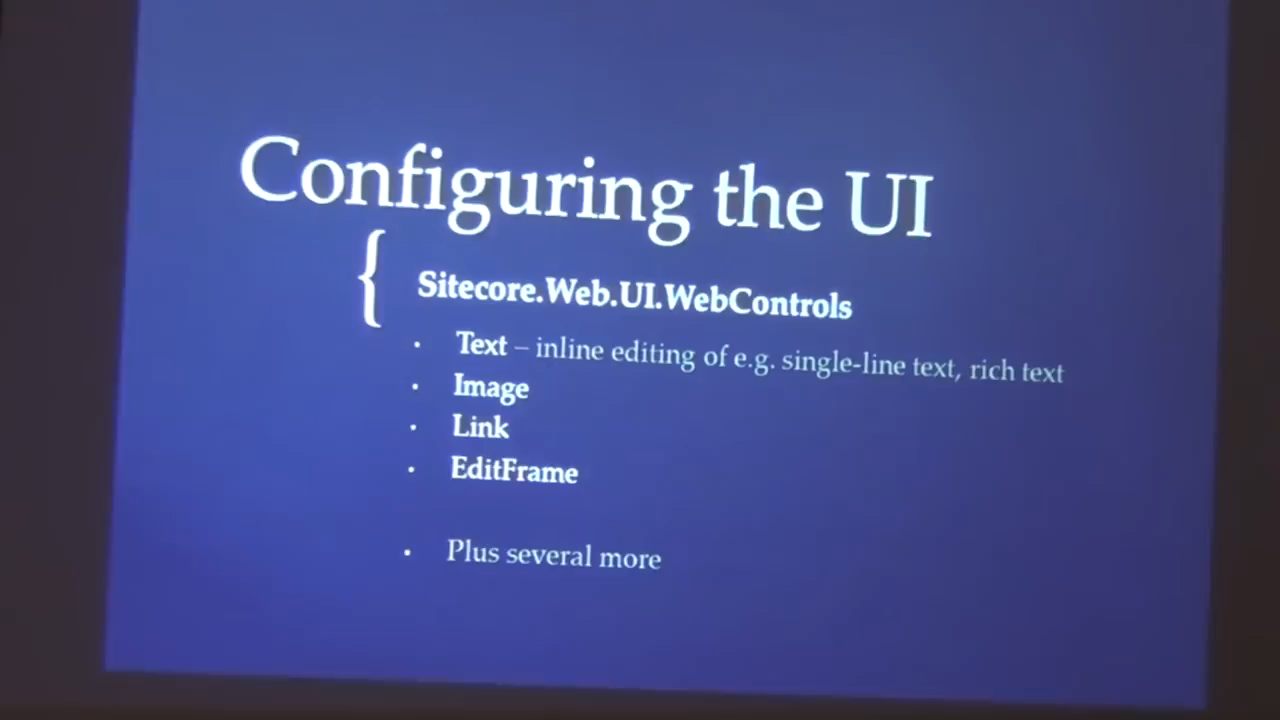 Configuring the UI
{ Sitecore.Web.UI.WebControls
• Text – inline editing of e.g. single-line text, rich text
• Image
• Link
• EditFrame
• Plus several more